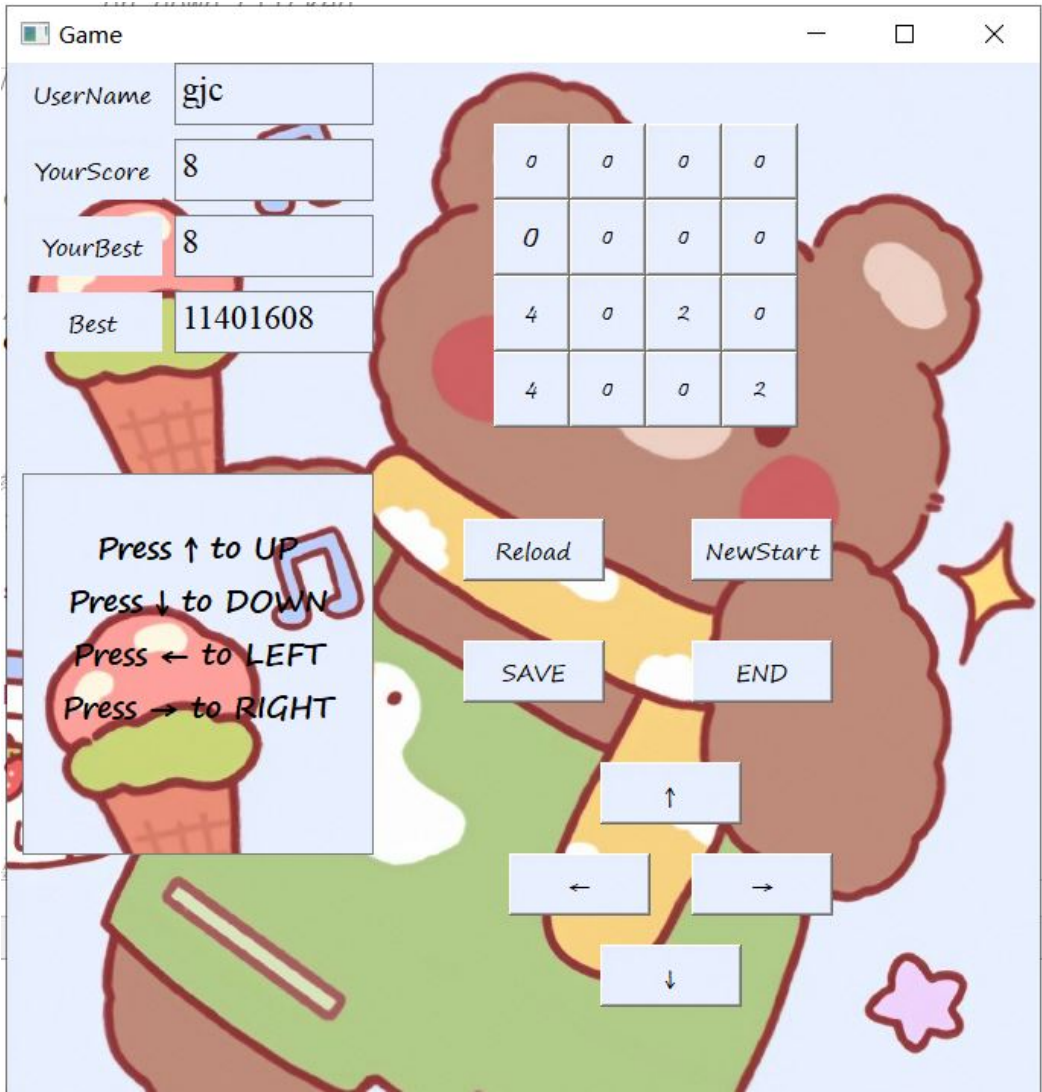 Game
UserName gjc
YourScore 8
YourBest 8
Best 11401608
0 0 0 0
0 0 0 0
4 0 2 0
4 0 0 2
Press ↑ to UP
Press ↓ to DOWN
Press ← to LEFT
Press → to RIGHT
Reload NewStart
SAVE END
↑
← →
↓